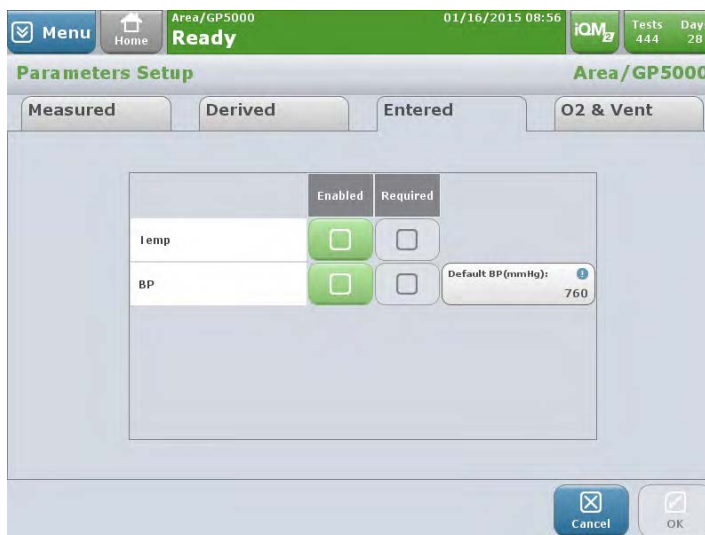 Menu
Home
Area/GP5000
Ready
01/16/2015 08:56
iQM2
Tests
444
Day
28
Parameters Setup
Area/GP5000
Measured
Derived
Entered
O2 & Vent
Enabled
Required
Temp
BP
Default BP(mmHg):
760
Cancel
OK